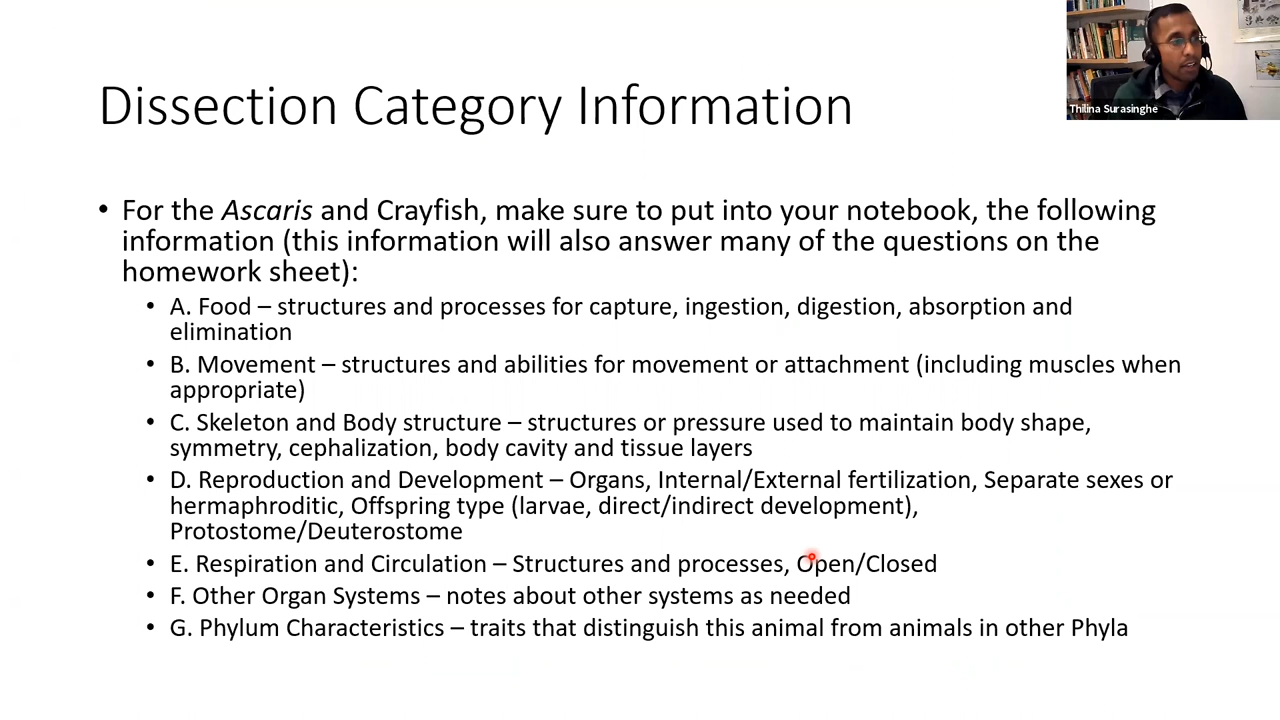 Thilina Surasinghe
Dissection Category Information
• For the Ascaris and Crayfish, make sure to put into your notebook, the following
information (this information will also answer many of the questions on the
homework sheet):
• A. Food – structures and processes for capture, ingestion, digestion, absorption and
elimination
• B. Movement – structures and abilities for movement or attachment (including muscles when
appropriate)
• C. Skeleton and Body structure – structures or pressure used to maintain body shape,
symmetry, cephalization, body cavity and tissue layers
• D. Reproduction and Development – Organs, Internal/External fertilization, Separate sexes or
hermaphroditic, Offspring type (larvae, direct/indirect development),
Protostome/Deuterostome
• E. Respiration and Circulation – Structures and processes, Open/Closed
• F. Other Organ Systems – notes about other systems as needed
• G. Phylum Characteristics – traits that distinguish this animal from animals in other Phyla